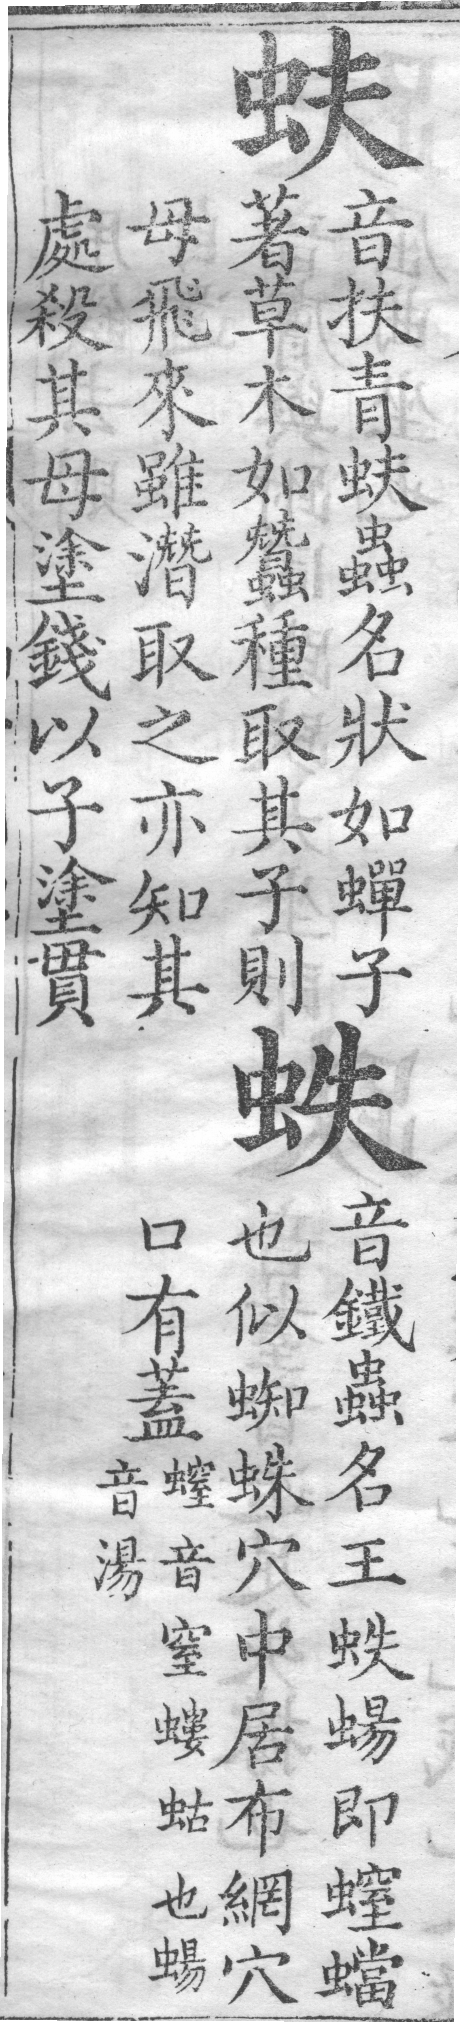 蚨
音扶青蚨蟲名狀如蟬子
著草木如蠶種取其子則
母飛來雖潛取之亦知其
處殺其母塗錢以子塗貫
蛈
音鐵蟲名王蛈蝪即螲蟷
也似蜘蛛穴中居布網穴
口有蓋
螲音窒螻蛄也蝪
音湯